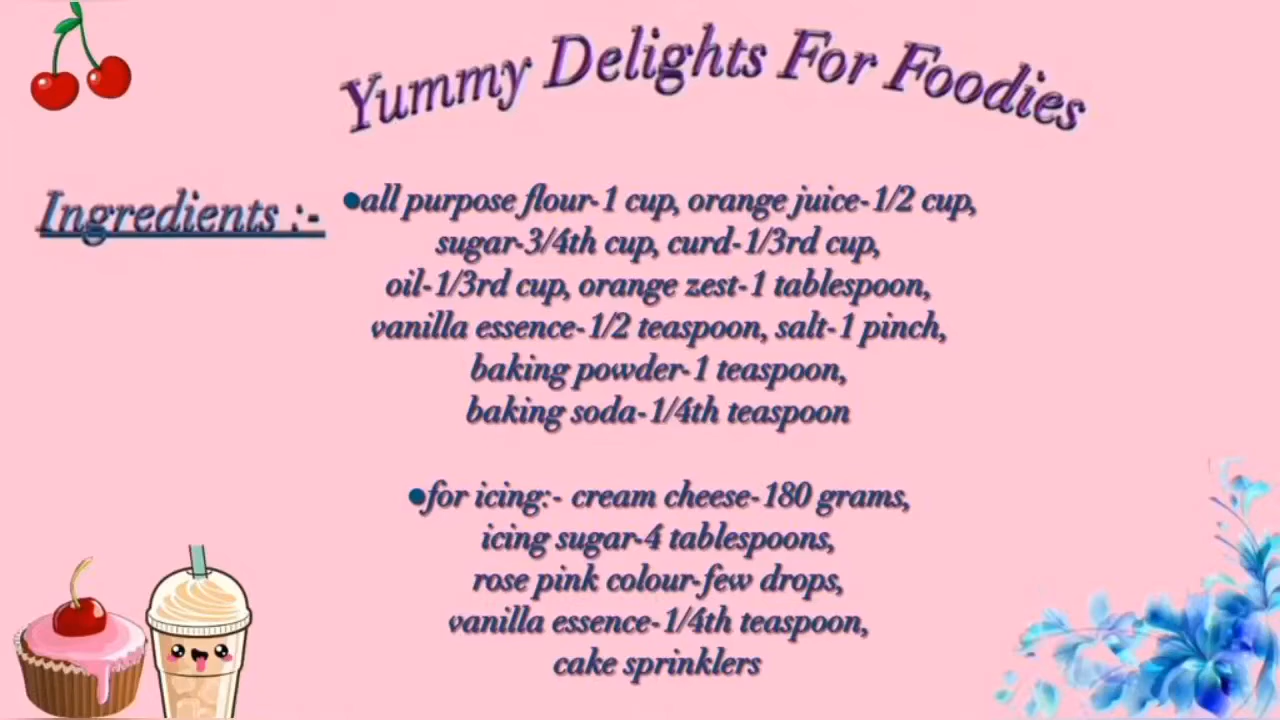 Yummy Delights For Foodies
Ingredients :-
●all purpose flour-1 cup, orange juice-1/2 cup,
sugar-3/4th cup, curd-1/3rd cup,
oil-1/3rd cup, orange zest-1 tablespoon,
vanilla essence-1/2 teaspoon, salt-1 pinch,
baking powder-1 teaspoon,
baking soda-1/4th teaspoon
●for icing:- cream cheese-180 grams,
icing sugar-4 tablespoons,
rose pink colour-few drops,
vanilla essence-1/4th teaspoon,
cake sprinklers